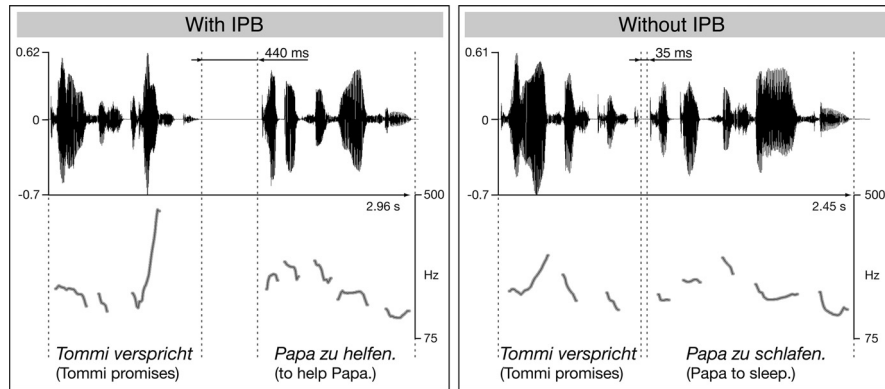 With IPB
0.62
440 ms
0
-0.7
2.96 s
500
Hz
75
Tommi verspricht
(Tommi promises)
Papa zu helfen.
(to help Papa.)
Without IPB
0.61
35 ms
0
-0.7
2.45 s
500
Hz
75
Tommi verspricht
(Tommi promises)
Papa zu schlafen.
(Papa to sleep.)